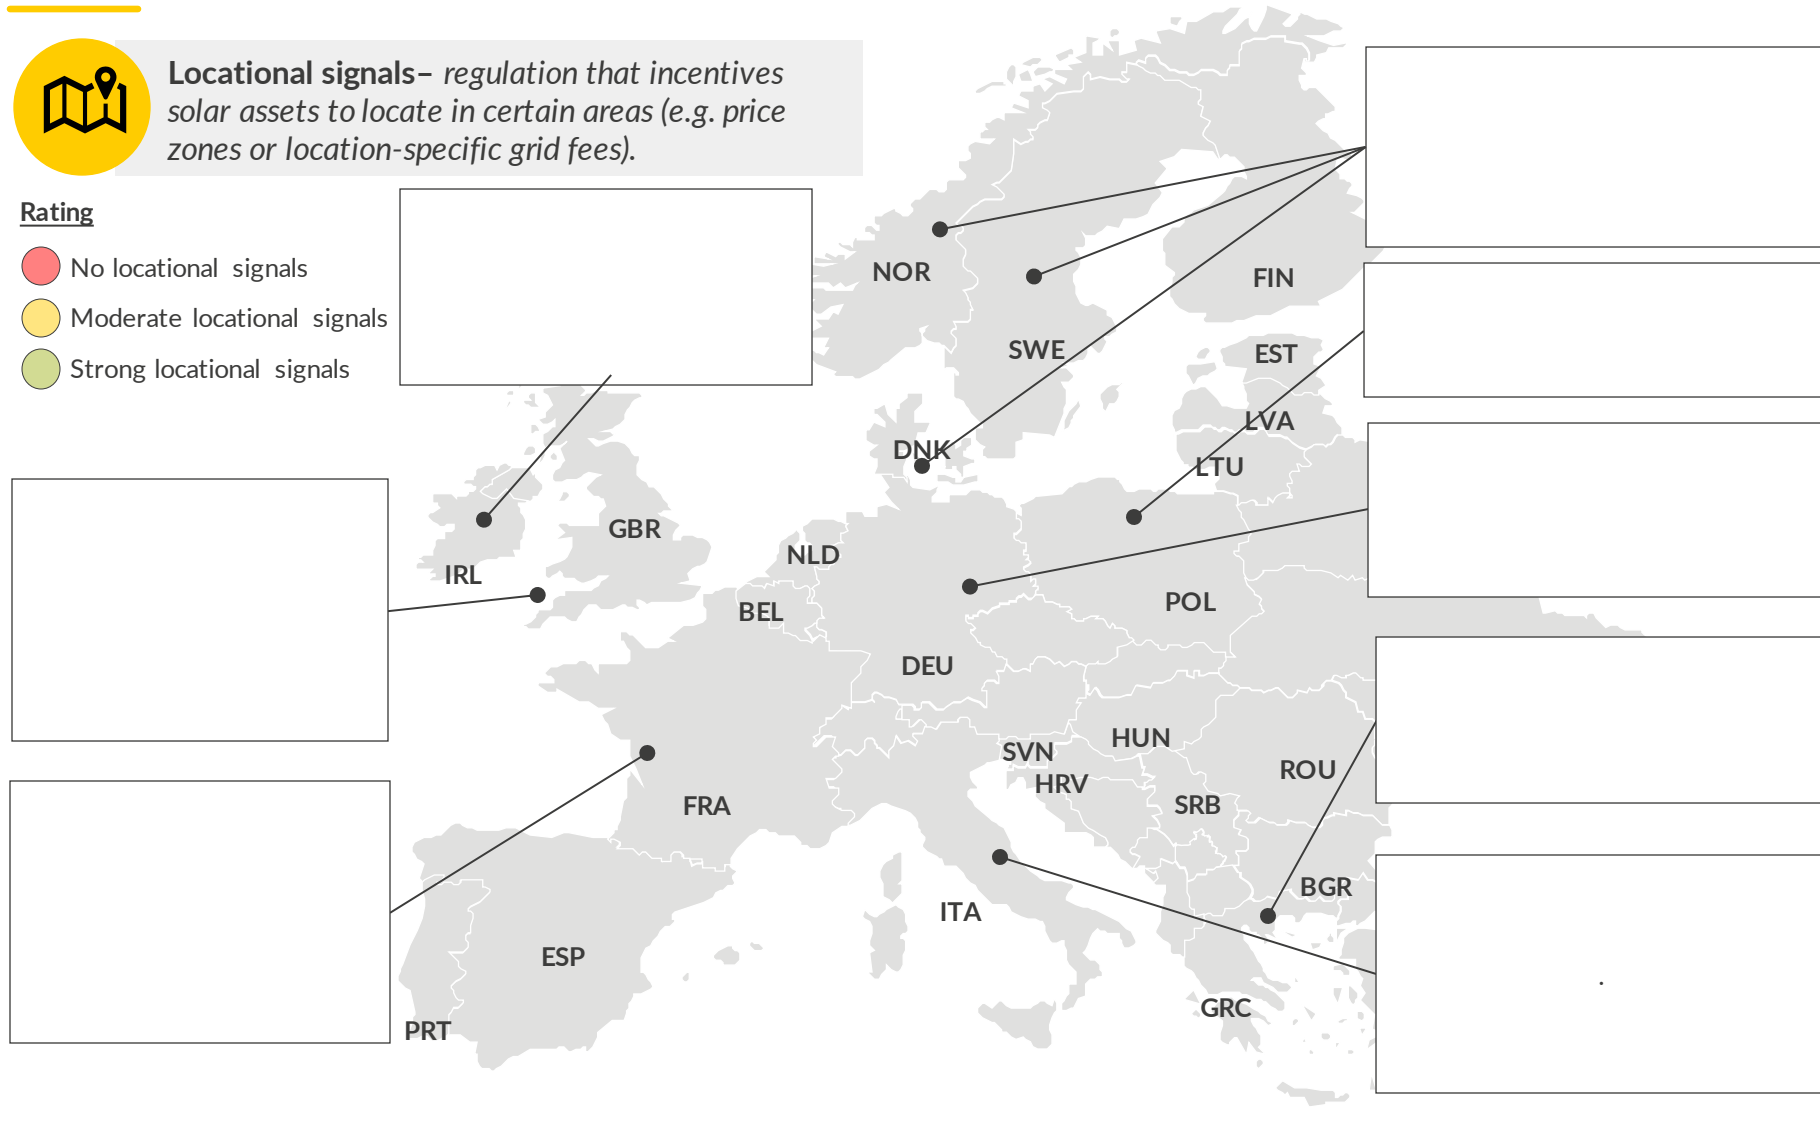 Locational signals– regulation that incentives
solar assets to locate in certain areas (e.g. price
zones or location-specific grid fees).
Rating
No locational signals
Moderate locational signals
Strong locational signals
NOR
FIN
SWE
EST
LVA
DNK
LTU
GBR
NLD
IRL
BEL
POL
DEU
HUN
SVN
ROU
HRV
FRA
SRB
BGR
ITA
ESP
GRC
PRT
.